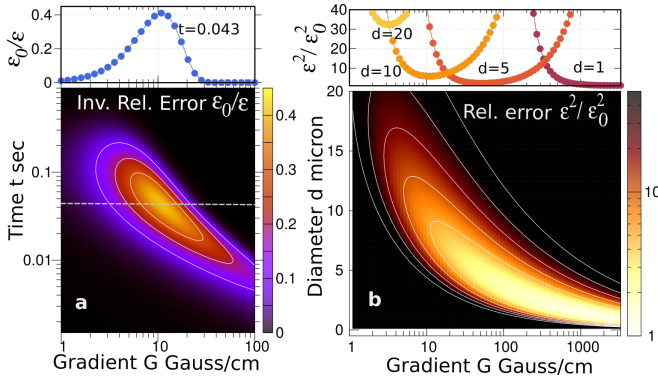 ε₀/ε
0.4
0.2
0
t=0.043
Inv. Rel. Error ε₀/ε
Time t sec
0.1
0.01
a
1
10
100
Gradient G Gauss/cm
0.4
0.3
0.2
0.1
0
ε²/ε₀²
40
30
20
10
0
d=20
d=10
d=5
d=1
Rel. error ε²/ε₀²
Diameter d micron
20
15
10
5
0
b
1
10
100
1000
Gradient G Gauss/cm
10
1